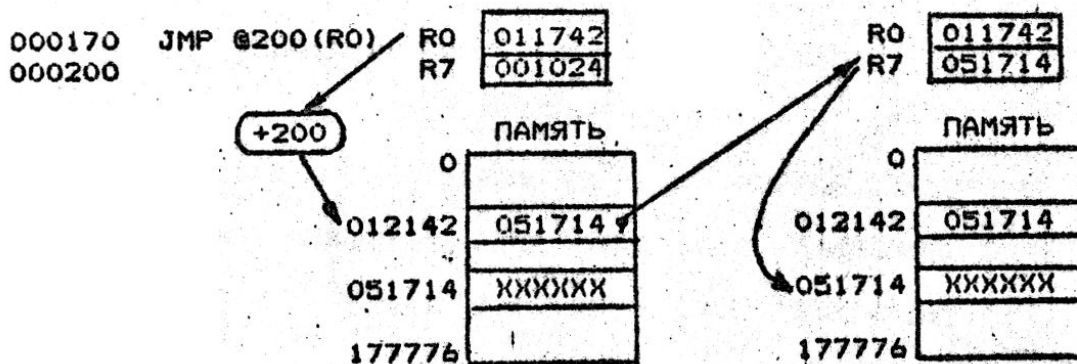 000170 JMP @200(R0) R0 011742 R0 011742
000200 R7 001024 R7 051714
+200 ПАМЯТЬ ПАМЯТЬ
0 0
012142 051714 012142 051714
051714 XXXXXX 051714 XXXXXX
177776 177776